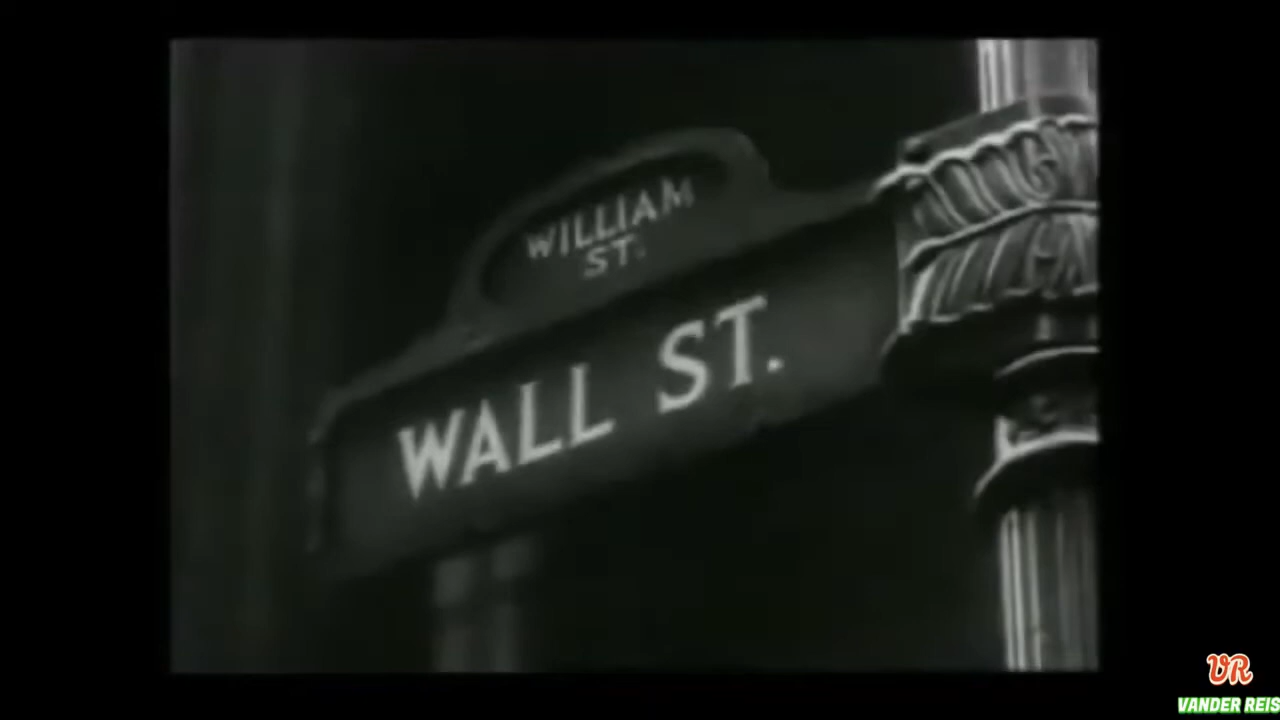 WILLIAM
ST.
WALL ST.
VR
VANDER REIS